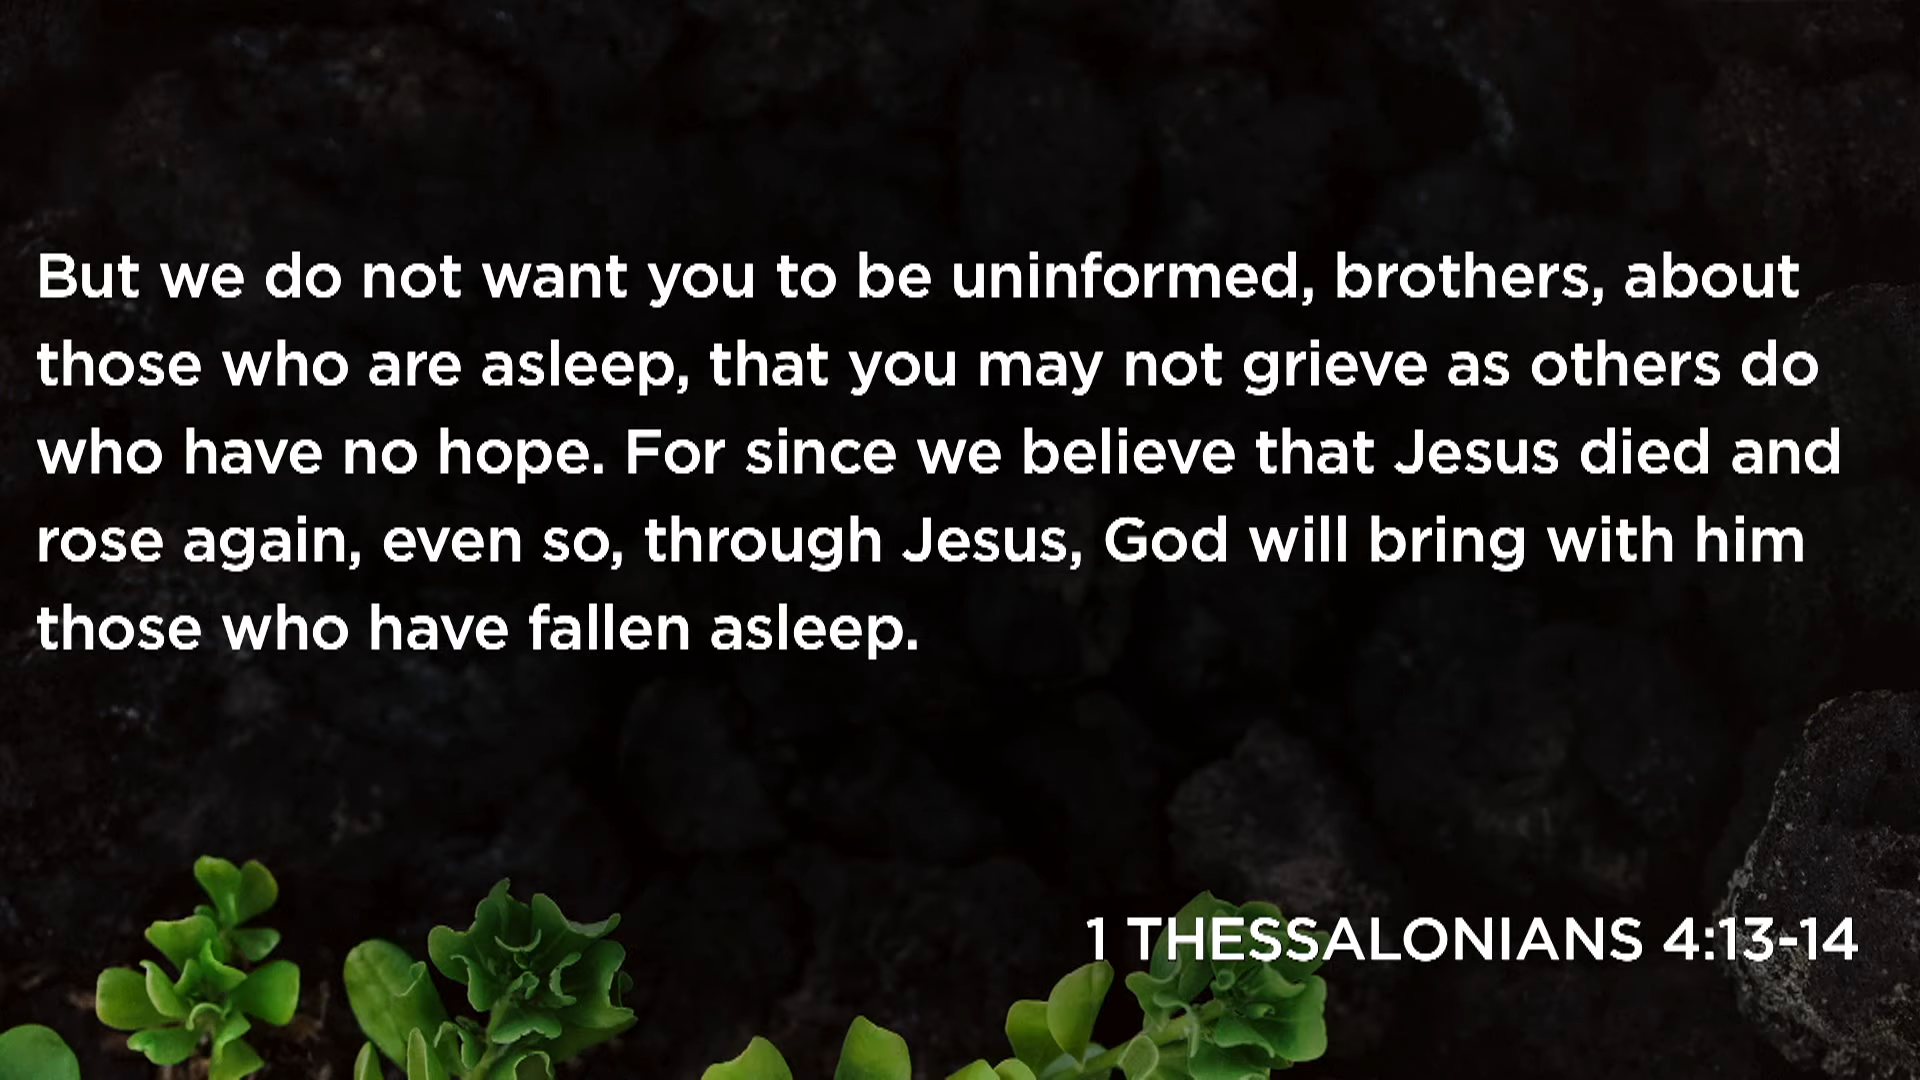 But we do not want you to be uninformed, brothers, about
those who are asleep, that you may not grieve as others do
who have no hope. For since we believe that Jesus died and
rose again, even so, through Jesus, God will bring with him
those who have fallen asleep.
1 THESSALONIANS 4:13-14